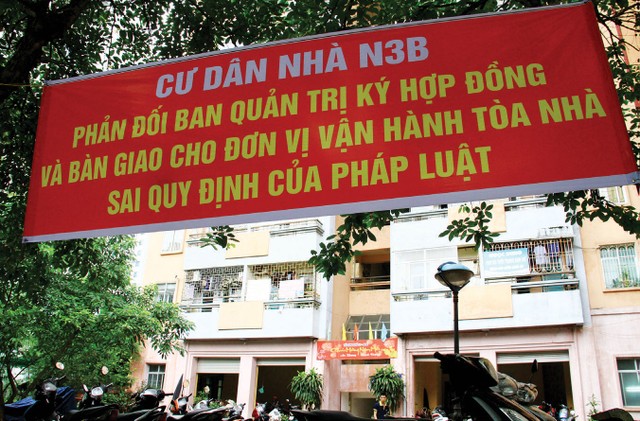 CƯ DÂN NHÀ N3B
PHẢN ĐỐI BAN QUẢN TRỊ KÝ HỢP ĐỒNG
VÀ BÀN GIAO CHO ĐƠN VỊ VẬN HÀNH TÒA NHÀ
SAI QUY ĐỊNH CỦA PHÁP LUẬT